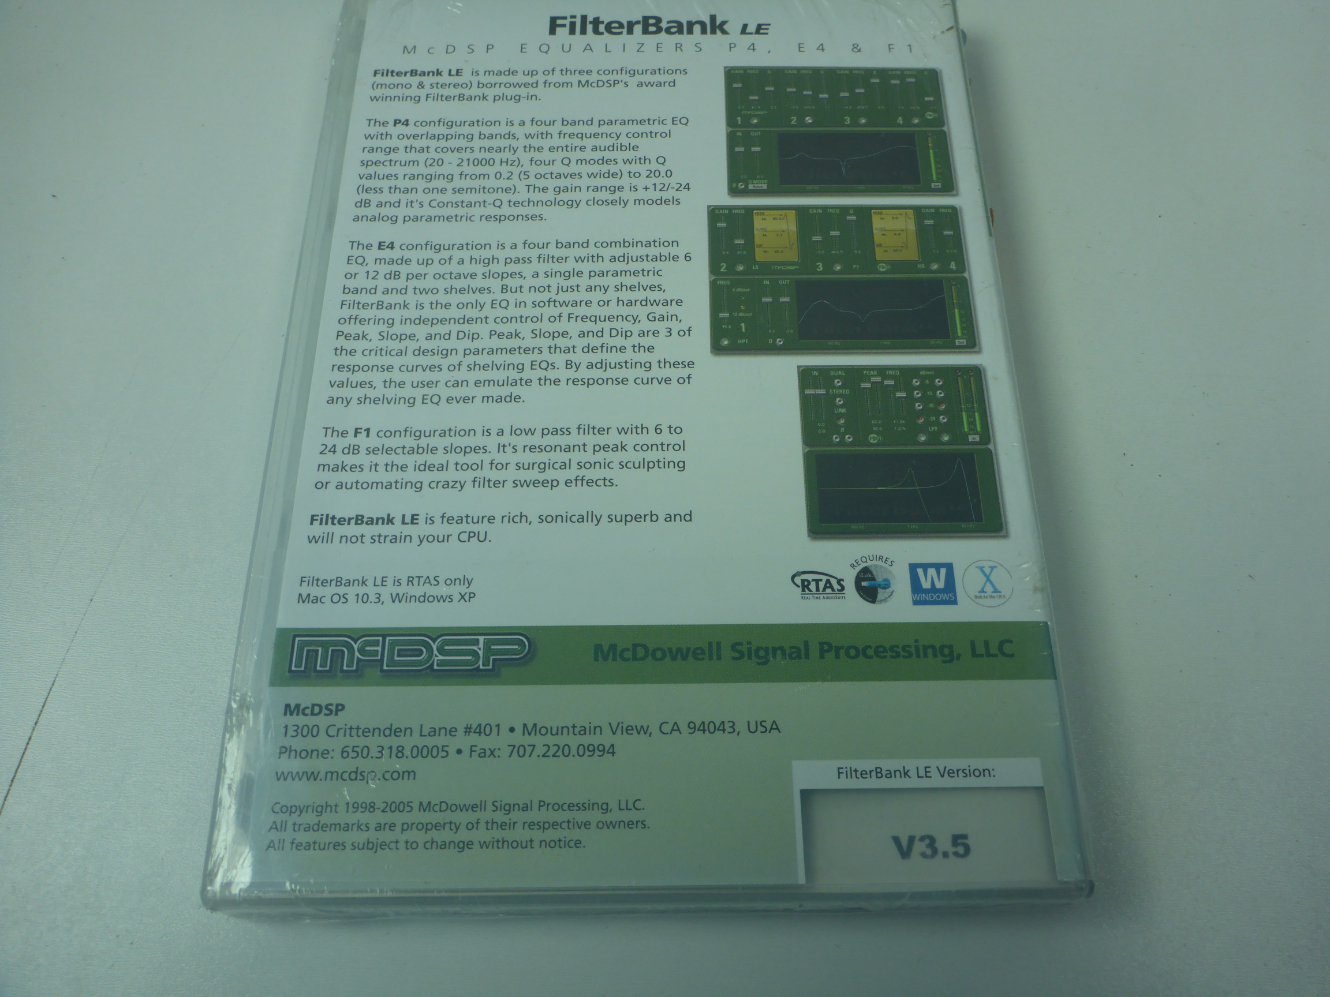 FilterBank LE
McDSP EQUALIZERS P4, E4 & F1
FilterBank LE is made up of three configurations
(mono & stereo) borrowed from McDSP's award
winning FilterBank plug-in.
The P4 configuration is a four band parametric EQ
with overlapping bands, with frequency control
range that covers nearly the entire audible
spectrum (20 - 21000 Hz), four Q modes with Q
values ranging from 0.2 (5 octaves wide) to 20.0
(less than one semitone). The gain range is +12/-24
dB and it's Constant-Q technology closely models
analog parametric responses.
The E4 configuration is a four band combination
EQ, made up of a high pass filter with adjustable 6
or 12 dB per octave slopes, a single parametric
band and two shelves. But not just any shelves,
FilterBank is the only EQ in software or hardware
offering independent control of Frequency, Gain,
Peak, Slope, and Dip. Peak, Slope, and Dip are 3 of
the critical design parameters that define the
response curves of shelving EQs. By adjusting these
values, the user can emulate the response curve of
any shelving EQ ever made.
The F1 configuration is a low pass filter with 6 to
24 dB selectable slopes. It's resonant peak control
makes it the ideal tool for surgical sonic sculpting
or automating crazy filter sweep effects.
FilterBank LE is feature rich, sonically superb and
will not strain your CPU.
FilterBank LE is RTAS only
Mac OS 10.3, Windows XP
1 2 3 4
2 3 4
1
IN DUAL PEAK FREQ
STEREO
LINK
LPF
RTAS
REQUIRES
W
WINDOWS
X
McDSP
McDowell Signal Processing, LLC
McDSP
1300 Crittenden Lane #401 • Mountain View, CA 94043, USA
Phone: 650.318.0005 • Fax: 707.220.0994
www.mcdsp.com
Copyright 1998-2005 McDowell Signal Processing, LLC.
All trademarks are property of their respective owners.
All features subject to change without notice.
FilterBank LE Version:
V3.5